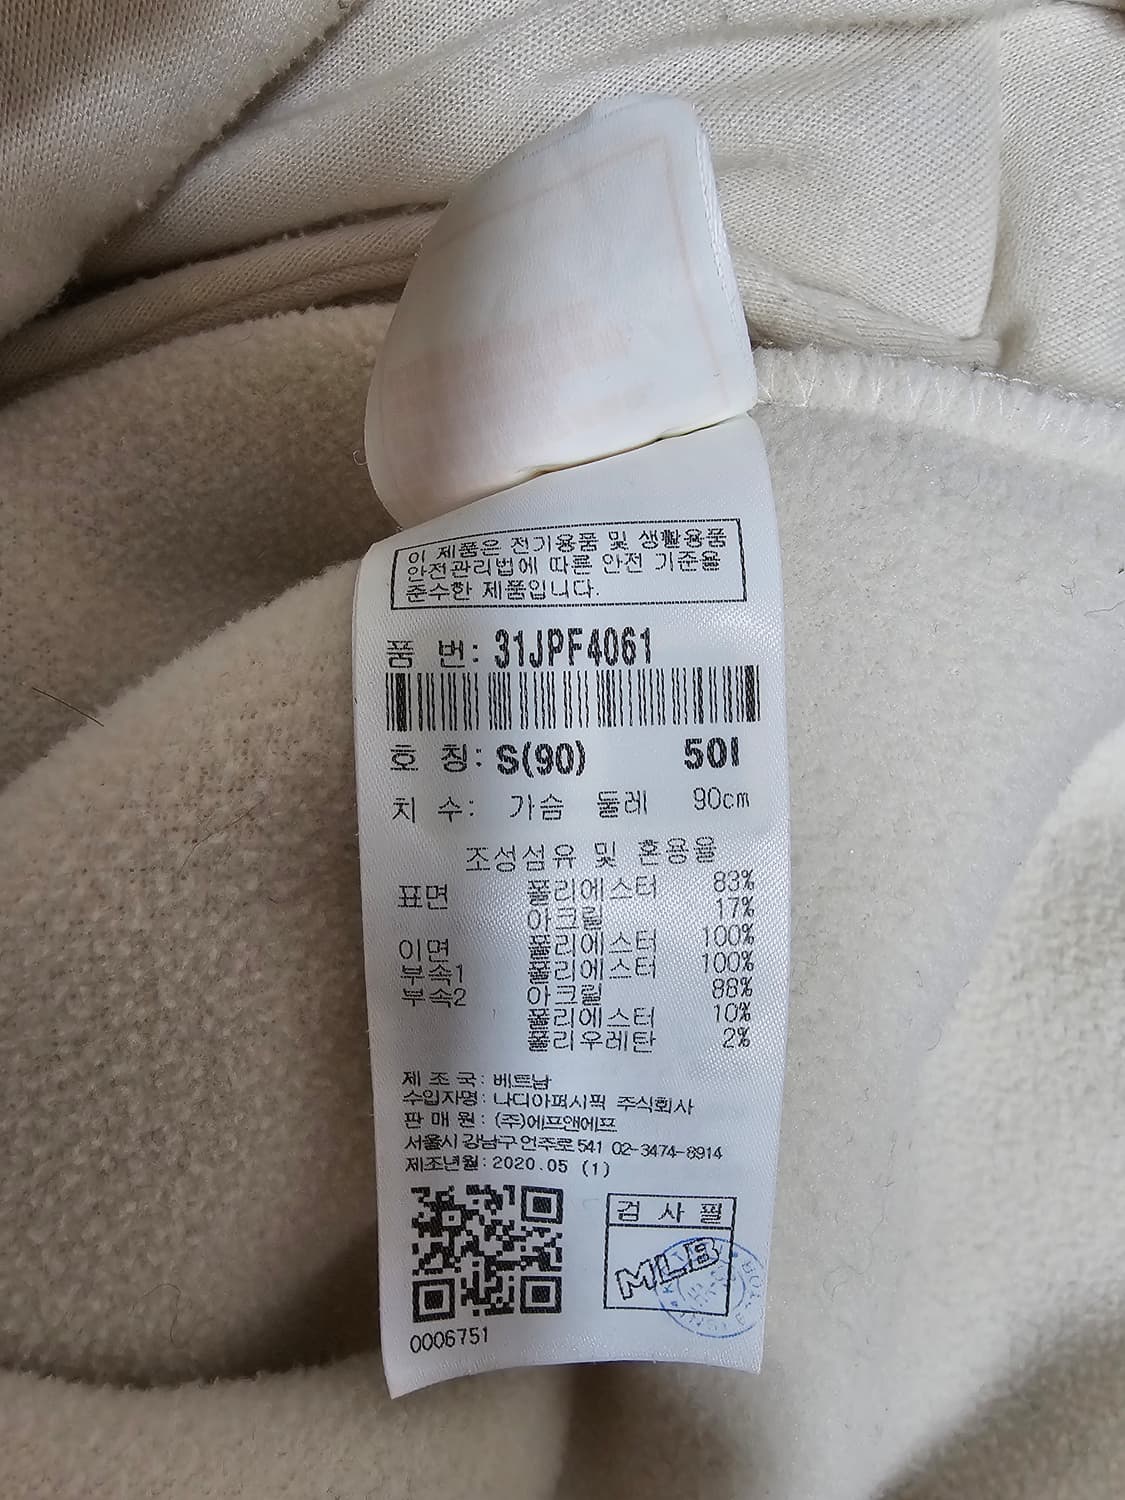 이 제품은 전기용품 및 생활용품
안전관리법에 따른 안전 기준을
준수한 제품입니다.
품 번: 31JPF4061
호 칭: S(90) 50I
치 수: 가슴 둘레 90cm
조성섬유 및 혼용율
표면 폴리에스터 83%
아크릴 17%
이면 폴리에스터 100%
부속1 폴리에스터 100%
부속2 아크릴 88%
폴리에스터 10%
폴리우레탄 2%
제 조 국: 베트남
수입자명: 나디아퍼시픽 주식회사
판 매 원: (주)에프앤에프
서울시 강남구 언주로 541 02-3474-8914
제조년월: 2020.05 (1)
검 사 필
MLB
0006751